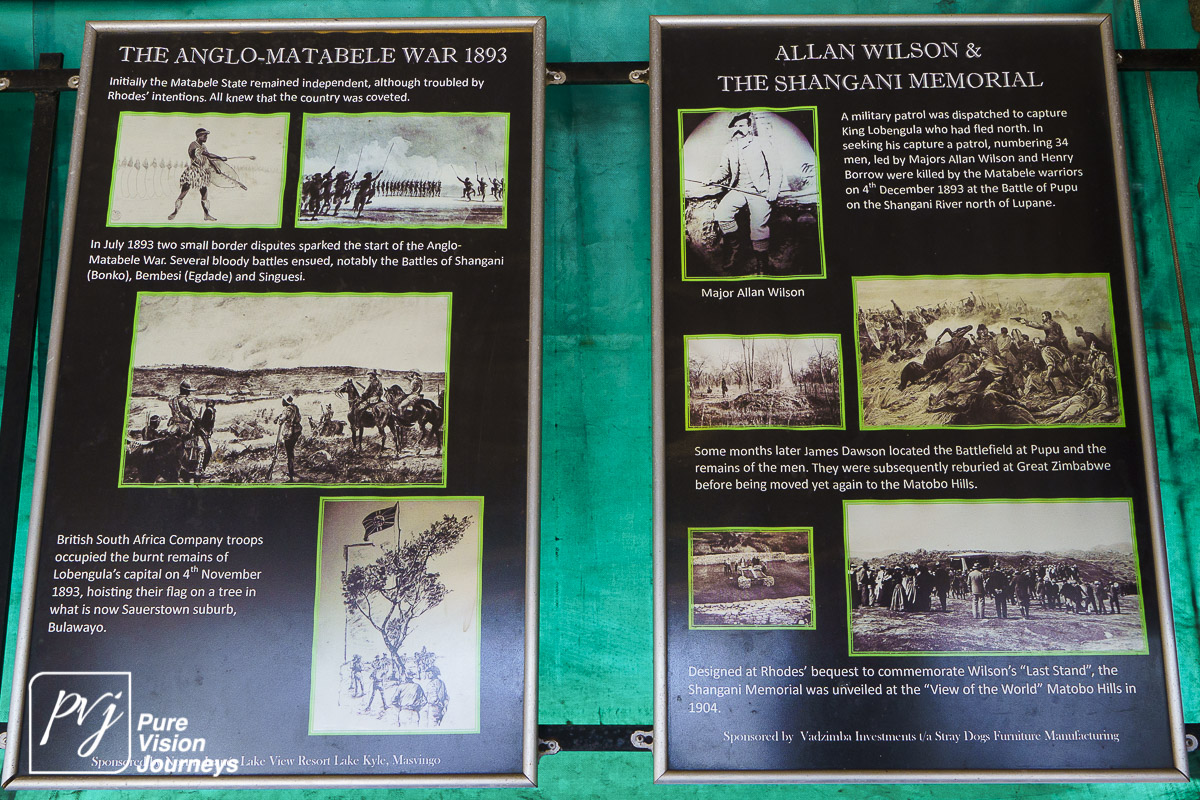 THE ANGLO-MATABELE WAR 1893
Initially the Matabele State remained independent, although troubled by
Rhodes' intentions. All knew that the country was coveted.
In July 1893 two small border disputes sparked the start of the Anglo-
Matabele War. Several bloody battles ensued, notably the Battles of Shangani
(Bonko), Bembesi (Egdade) and Singuesi.
British South Africa Company troops
occupied the burnt remains of
Lobengula's capital on 4th November
1893, hoisting their flag on a tree in
what is now Sauerstown suburb,
Bulawayo.
Sponsored by Lake View Resort Lake Kyle, Masvingo
pvj
Pure
Vision
Journeys
ALLAN WILSON &
THE SHANGANI MEMORIAL
A military patrol was dispatched to capture
King Lobengula who had fled north. In
seeking his capture a patrol, numbering 34
men, led by Majors Allan Wilson and Henry
Borrow were killed by the Matabele warriors
on 4th December 1893 at the Battle of Pupu
on the Shangani River north of Lupane.
Major Allan Wilson
Some months later James Dawson located the Battlefield at Pupu and the
remains of the men. They were subsequently reburied at Great Zimbabwe
before being moved yet again to the Matobo Hills.
Designed at Rhodes' bequest to commemorate Wilson's "Last Stand", the
Shangani Memorial was unveiled at the "View of the World" Matobo Hills in
1904.
Sponsored by Vadzimba Investments t/a Stray Dogs Furniture Manufacturing